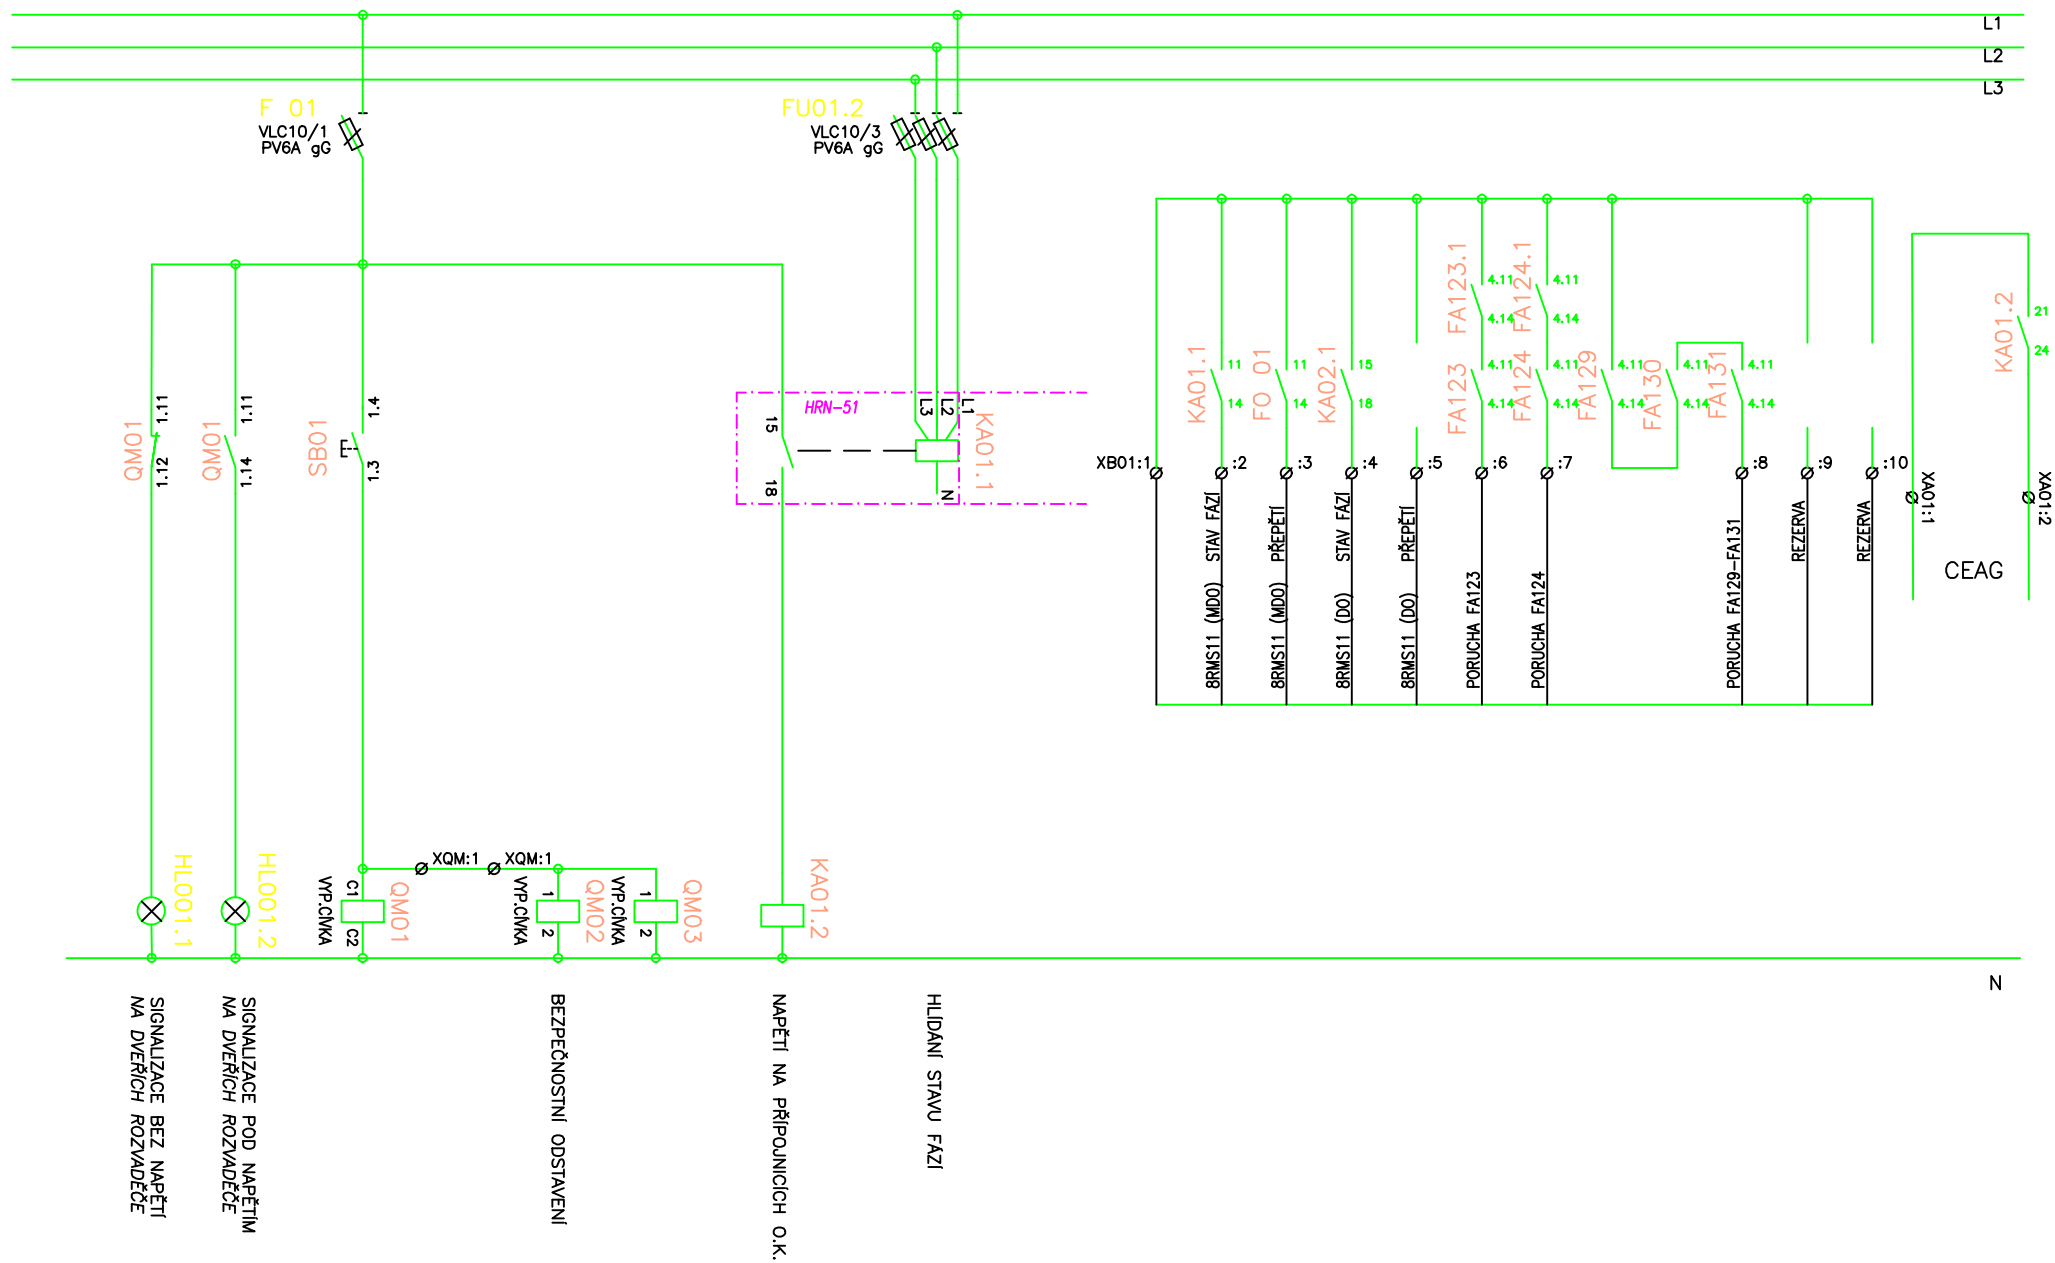 L1
L2
L3
F 01
VLC10/1
PV6A gG
FU01.2
VLC10/3
PV6A gG
HRN-51
15
18
L3
L2
L1
N
KA01.1
QM01
1.11
1.12
QM01
1.11
1.14
SB01
1.4
1.3
KA01.1
11
14
FO 01
11
14
KA02.1
15
18
FA123.1
4.11
4.14
FA123
4.11
4.14
FA124.1
4.11
4.14
FA124
4.11
4.14
FA129
4.11
4.14
FA130
4.11
4.14
FA131
4.11
4.14
KA01.2
21
24
XB01:1
:2
:3
:4
:5
:6
:7
:8
:9
:10
XA01:1
XA01:2
8RMS11 (MDO) STAV FÁZÍ
8RMS11 (MDO) PŘEPĚTÍ
8RMS11 (DO) STAV FÁZÍ
8RMS11 (DO) PŘEPĚTÍ
PORUCHA FA123
PORUCHA FA124
PORUCHA FA129-FA131
REZERVA
REZERVA
CEAG
HL001.1
HL001.2
VYP.CÍVKA
C1
C2
QM01
XQM:1
XQM:1
VYP.CÍVKA
1
2
QM02
VYP.CÍVKA
1
2
QM03
KA01.2
N
SIGNALIZACE BEZ NAPĚTÍ
NA DVEŘÍCH ROZVADĚČE
SIGNALIZACE POD NAPĚTÍM
NA DVEŘÍCH ROZVADĚČE
BEZPEČNOSTNÍ ODSTAVENÍ
NAPĚTÍ NA PŘÍPOJNICÍCH O.K.
HLÍDÁNÍ STAVU FÁZÍ